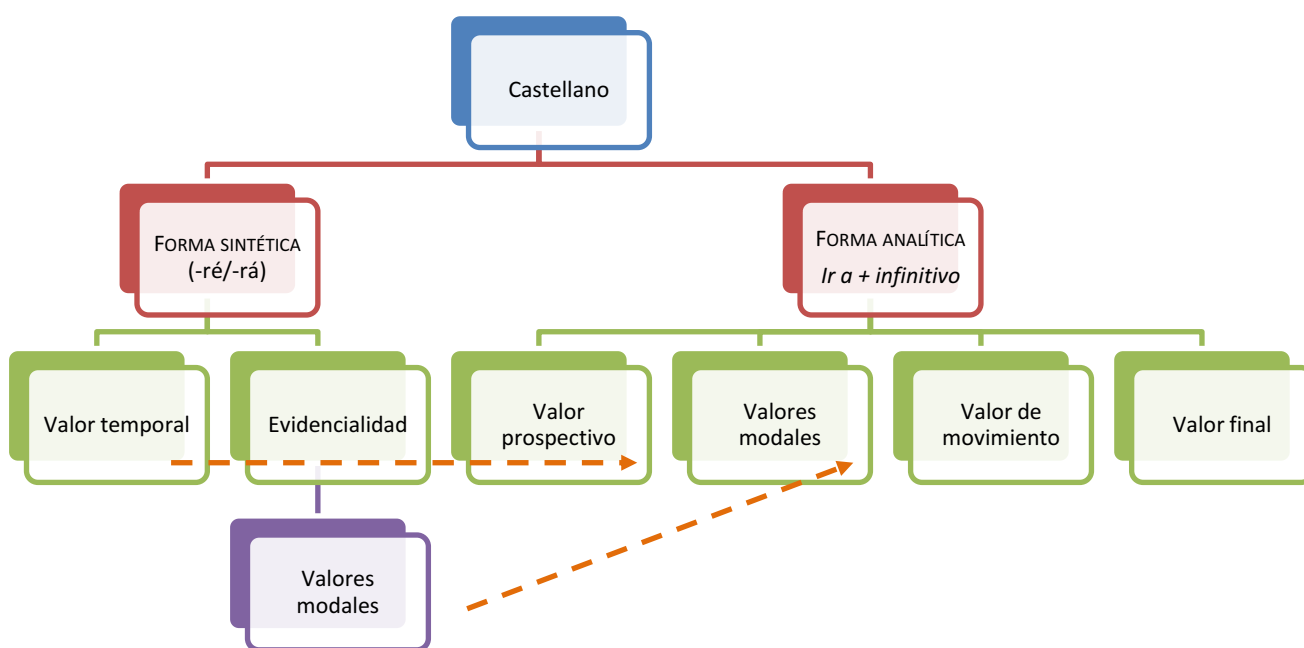 Castellano
FORMA SINTÉTICA
(-ré/-rá)
FORMA ANALÍTICA
Ir a + infinitivo
Valor temporal
Evidencialidad
Valor
prospectivo
Valores
modales
Valor de
movimiento
Valor final
Valores
modales